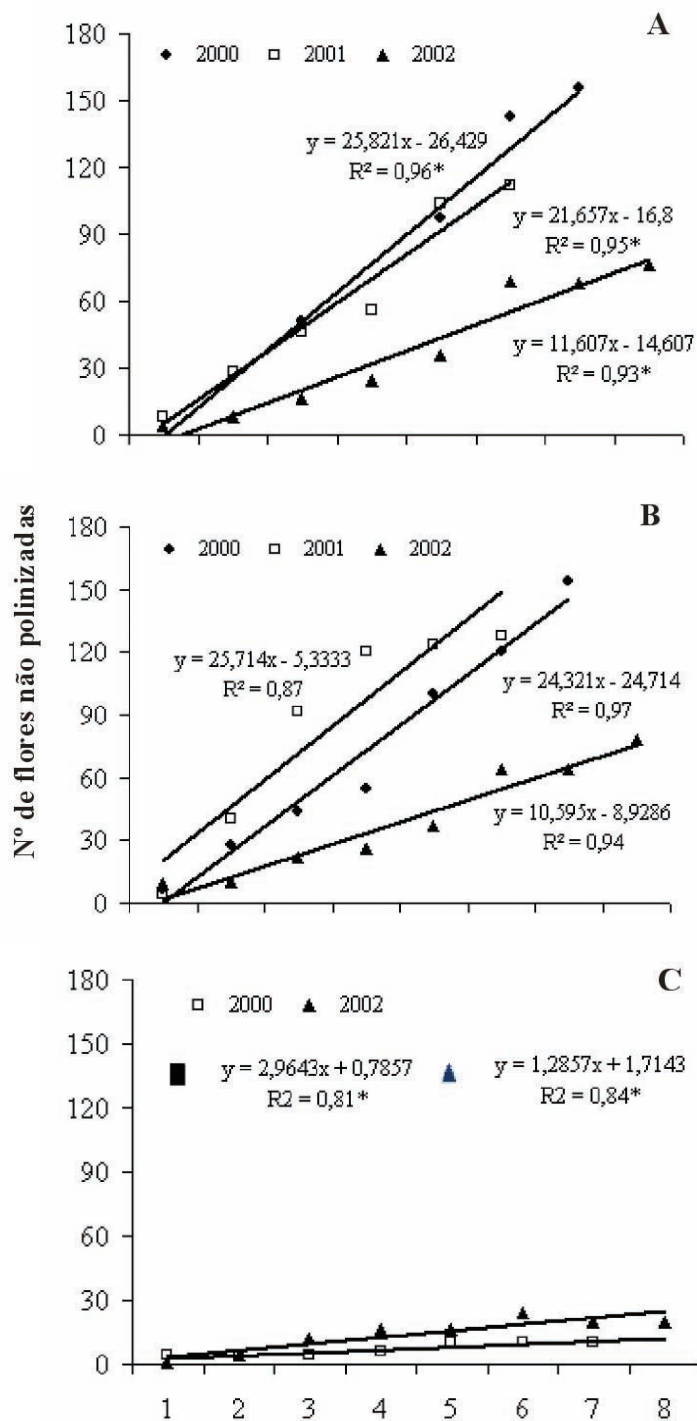 A
180
150
120
90
60
30
0
2000 2001 2002
y = 25,821x - 26,429
R² = 0,96*
y = 21,657x - 16,8
R² = 0,95*
y = 11,607x - 14,607
R² = 0,93*
Nº de flores não polinizadas
B
180
150
120
90
60
30
0
2000 2001 2002
y = 25,714x - 5,3333
R² = 0,87
y = 24,321x - 24,714
R² = 0,97
y = 10,595x - 8,9286
R² = 0,94
C
180
150
120
90
60
30
0
2000 2002
y = 2,9643x + 0,7857
R2 = 0,81*
y = 1,2857x + 1,7143
R2 = 0,84*
1 2 3 4 5 6 7 8